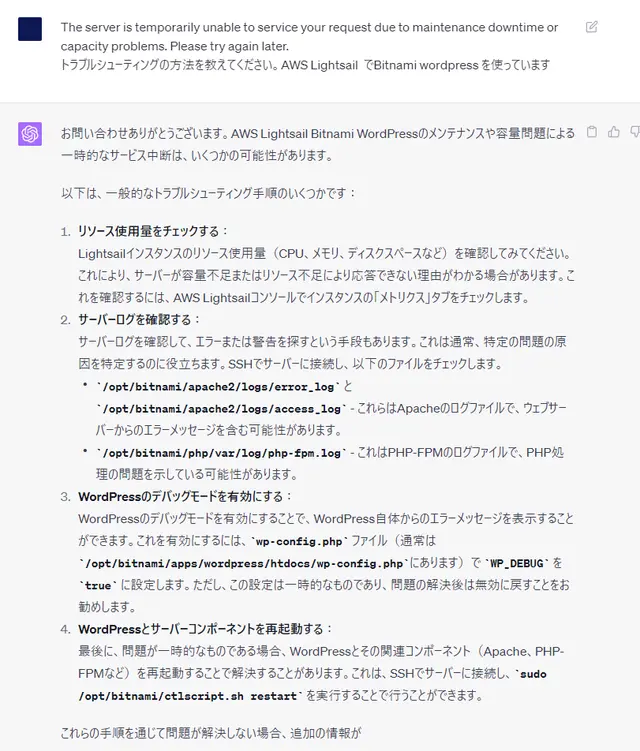 The server is temporarily unable to service your request due to maintenance downtime or
capacity problems. Please try again later.
トラブルシューティングの方法を教えてください。AWS Lightsail でBitnami wordpress を使っています
お問い合わせありがとうございます。AWS Lightsail Bitnami WordPressのメンテナンスや容量問題による
一時的なサービス中断は、いくつかの可能性があります。
以下は、一般的なトラブルシューティング手順のいくつかです：
1. リソース使用量をチェックする：
Lightsailインスタンスのリソース使用量（CPU、メモリ、ディスクスペースなど）を確認してみてください。
これにより、サーバーが容量不足またはリソース不足により応答できない理由がわかる場合があります。こ
れを確認するには、AWS Lightsailコンソールでインスタンスの「メトリクス」タブをチェックします。
2. サーバーログを確認する：
サーバーログを確認して、エラーまたは警告を探すという手段もあります。これは通常、特定の問題の原
因を特定するのに役立ちます。SSHでサーバーに接続し、以下のファイルをチェックします。
• `/opt/bitnami/apache2/logs/error_log` と
`/opt/bitnami/apache2/logs/access_log` - これらはApacheのログファイルで、ウェブサー
バーからのエラーメッセージを含む可能性があります。
• `/opt/bitnami/php/var/log/php-fpm.log` - これはPHP-FPMのログファイルで、PHP処
理の問題を示している可能性があります。
3. WordPressのデバッグモードを有効にする：
WordPressのデバッグモードを有効にすることで、WordPress自体からのエラーメッセージを表示すること
ができます。これを有効にするには、`wp-config.php` ファイル（通常は
`/opt/bitnami/apps/wordpress/htdocs/wp-config.php`にあります）で `WP_DEBUG` を
`true` に設定します。ただし、この設定は一時的なものであり、問題の解決後は無効に戻すことをお
勧めします。
4. WordPressとサーバーコンポーネントを再起動する：
最後に、問題が一時的なものである場合、WordPressとその関連コンポーネント（Apache、PHP-
FPMなど）を再起動することで解決することがあります。これは、SSHでサーバーに接続し、`sudo
/opt/bitnami/ctlscript.sh restart` を実行することで行うことができます。
これらの手順を通じて問題が解決しない場合、追加の情報が